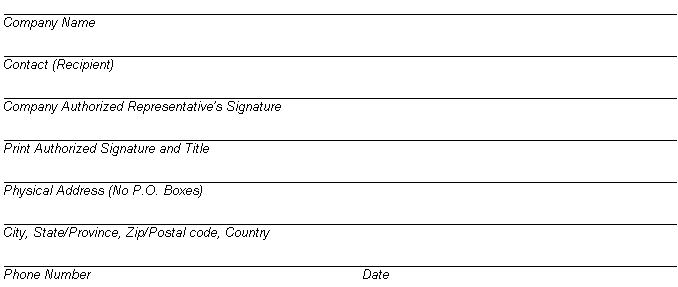 Company Name
Contact (Recipient)
Company Authorized Representative's Signature
Print Authorized Signature and Title
Physical Address (No P.O. Boxes)
City, State/Province, Zip/Postal code, Country
Phone Number Date